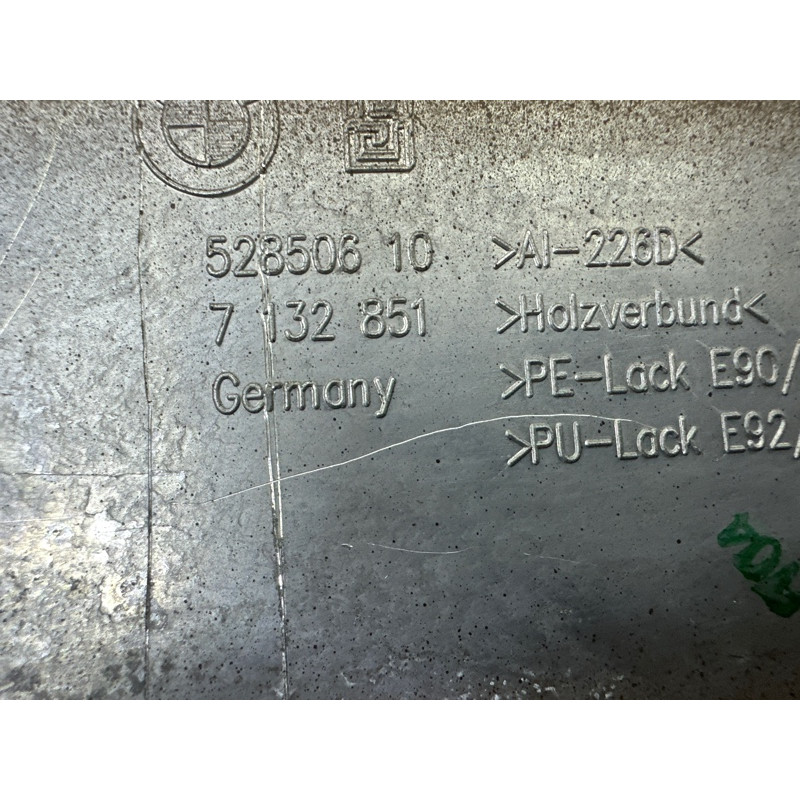 528506 10 >Al-226D<
7 132 851 >Holzverbund<
Germany >PE-Lack E90/
>PU-Lack E92/